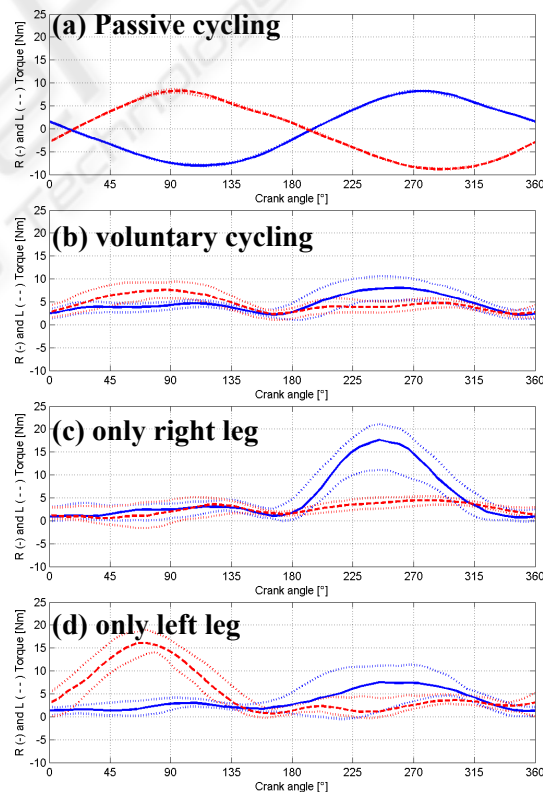 (a) Passive cycling
R (-) and L (- -) Torque [Nm]
25
20
15
10
5
0
-5
-10
0 45 90 135 180 225 270 315 360
Crank angle [°]
(b) voluntary cycling
R (-) and L (- -) Torque [Nm]
25
20
15
10
5
0
-10
0 45 90 135 180 225 270 315 360
Crank angle [°]
(c) only right leg
R (-) and L (- -) Torque [Nm]
25
20
15
10
5
0
-10
0 45 90 135 180 225 270 315 360
Crank angle [°]
(d) only left leg
R (-) and L (- -) Torque [Nm]
25
20
15
10
5
0
-5
-10
0 45 90 135 180 225 270 315 360
Crank angle [°]